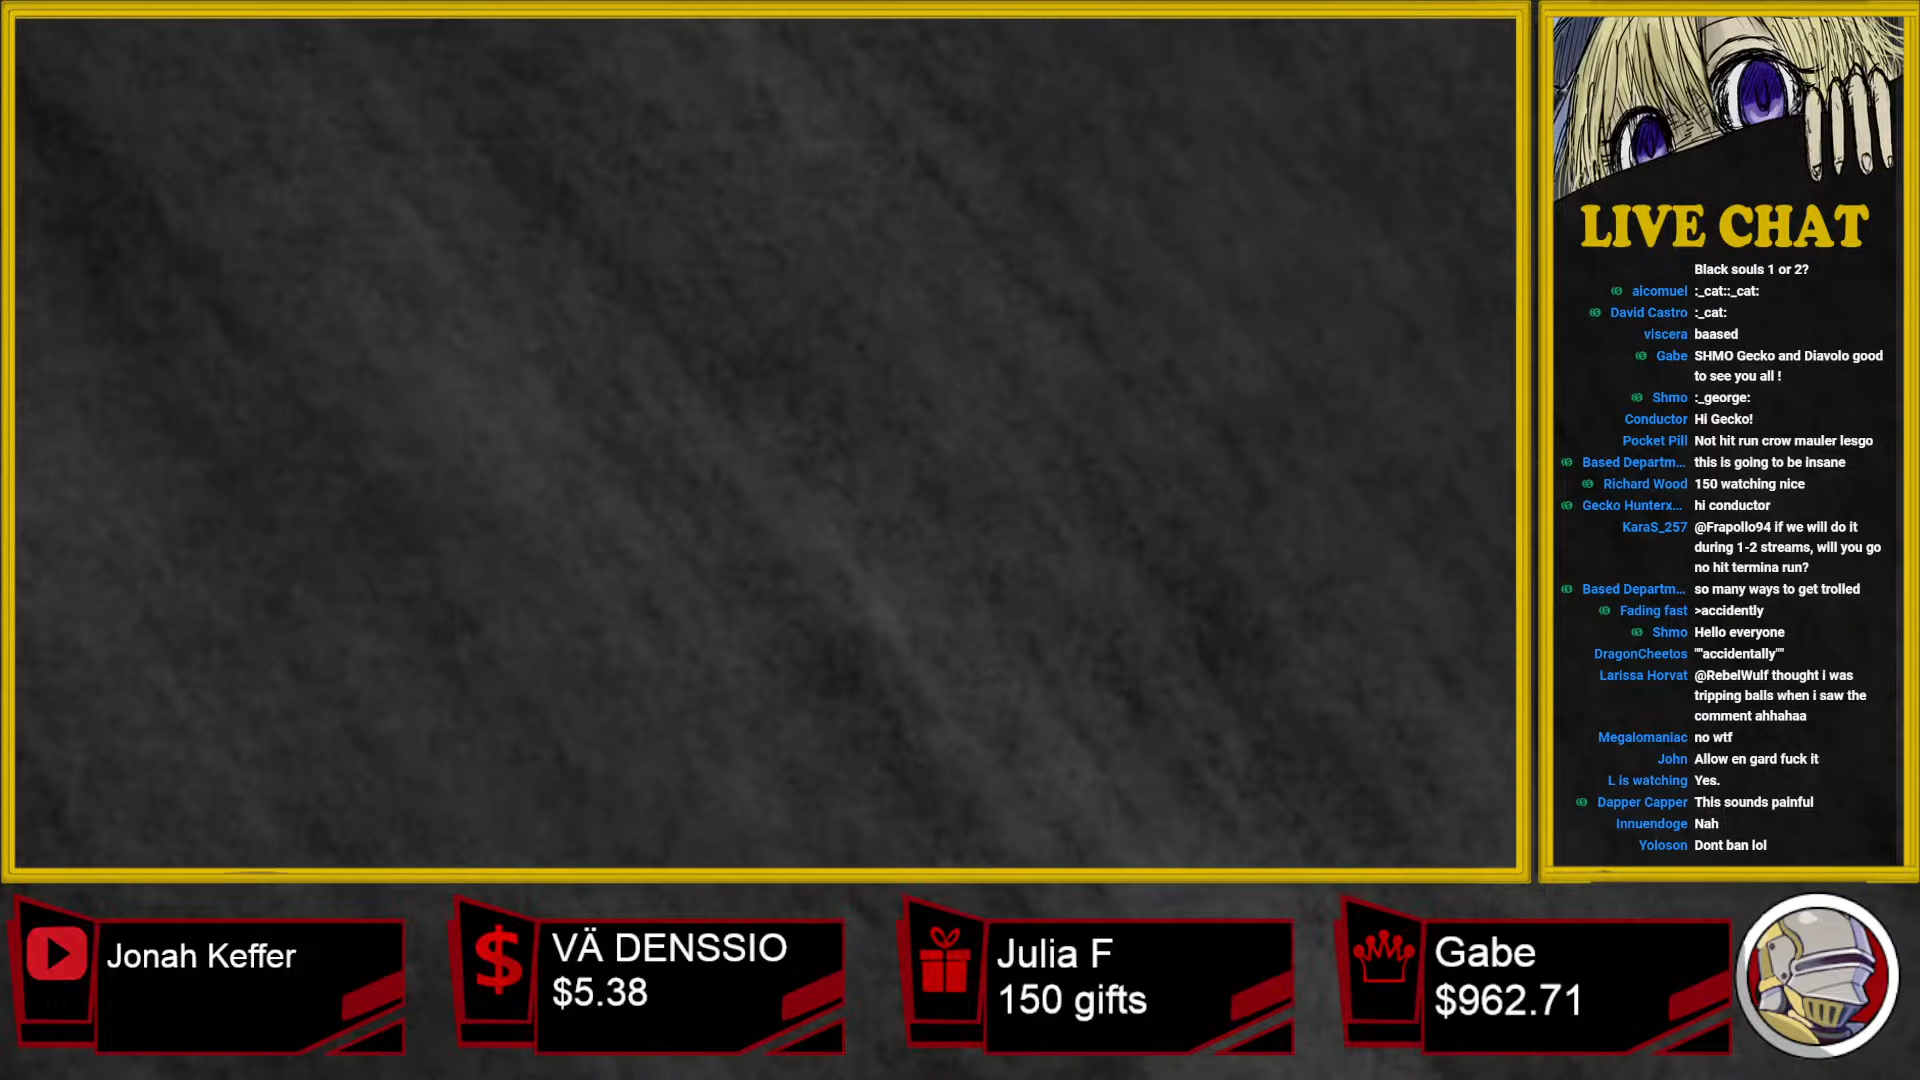 LIVE CHAT
Black souls 1 or 2?
aicomuel :_cat::_cat:
David Castro :_cat:
viscera baased
Gabe SHMO Gecko and Diavolo good
to see you all !
Shmo :_george:
Conductor Hi Gecko!
Pocket Pill Not hit run crow mauler lesgo
Based Departm... this is going to be insane
Richard Wood 150 watching nice
Gecko Hunterx... hi conductor
KaraS_257 @Frapollo94 if we will do it
during 1-2 streams, will you go
no hit termina run?
Based Departm... so many ways to get trolled
Fading fast >accidently
Shmo Hello everyone
DragonCheetos ""accidentally""
Larissa Horvat @RebelWulf thought i was
tripping balls when i saw the
comment ahhahaa
Megalomaniac no wtf
John Allow en gard fuck it
L is watching Yes.
Dapper Capper This sounds painful
Innuendoge Nah
Yoloson Dont ban lol
Jonah Keffer
VÄ DENSSIO
$5.38
Julia F
150 gifts
Gabe
$962.71